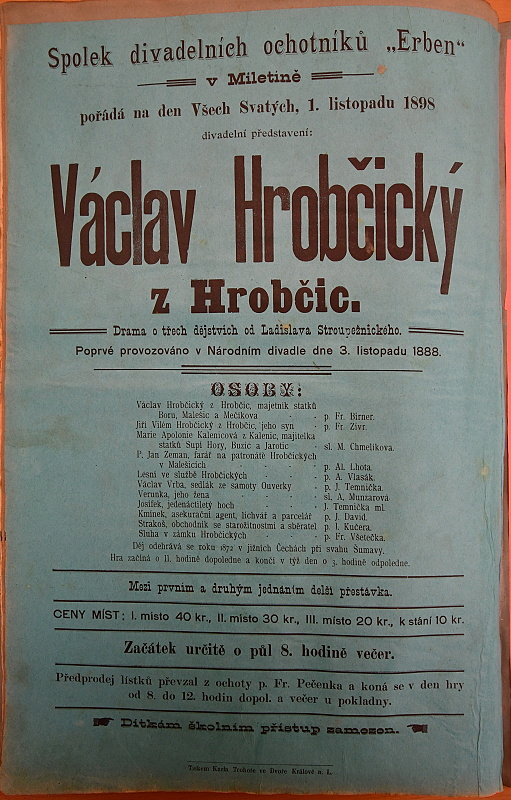 Spolek divadelních ochotníků „Erben“
v Miletíně
pořádá na den Všech Svatých, 1. listopadu 1898
divadelní představení:
Václav Hrobčický
z Hrobčic.
Drama o třech dějstvích od Ladislava Stroupežnického.
Poprvé provozováno v Národním divadle dne 3. listopadu 1888.
OSOBY:
Václav Hrobčický z Hrobčic, majetník statků
Boru, Malešic a Mečikova - - p. Fr. Birner.
Jiří Vilém Hrobčický z Hrobčic, jeho syn - p. Fr. Zivr.
Marie Apolonie Kalenicová z Kalenic, majitelka
statků Supí Hory, Buzic a Jarotic - sl. M. Chmelíková.
P. Jan Zeman, farář na patronátě Hrobčických
v Malešicích - - - - p. Al. Lhota.
Lesní ve službě Hrobčických - - p. A. Vlasák.
Václav Vrba, sedlák ze samoty Ouverky - p. J. Temnička.
Verunka, jeho žena - - - sl. A. Munzarová.
Josífek, jedenáctiletý hoch - - J. Temnička ml.
Kmínek, asekurační agent, lichvář a parcelář p. J. David.
Strakoš, obchodník se starožitnostmi a sběratel p. J. Kučera.
Sluha v zámku Hrobčických - - p. Fr. Všetečka.
Děj odehrává se roku 1872 v jižních Čechách při svahu Šumavy.
Hra začíná o 11. hodině dopoledne a končí v týž den o 3. hodině odpoledne.
Mezi prvním a druhým jednáním delší přestávka.
CENY MÍST: I. místo 40 kr., II. místo 30 kr., III. místo 20 kr., k stání 10 kr.
Začátek určitě o půl 8. hodině večer.
Předprodej lístků převzal z ochoty p. Fr. Pečenka a koná se v den hry
od 8. do 12. hodin dopol. a večer u pokladny.
Dítkám školním přístup zamezen.
Tiskem Karla Trohoře ve Dvoře Králové n. L.